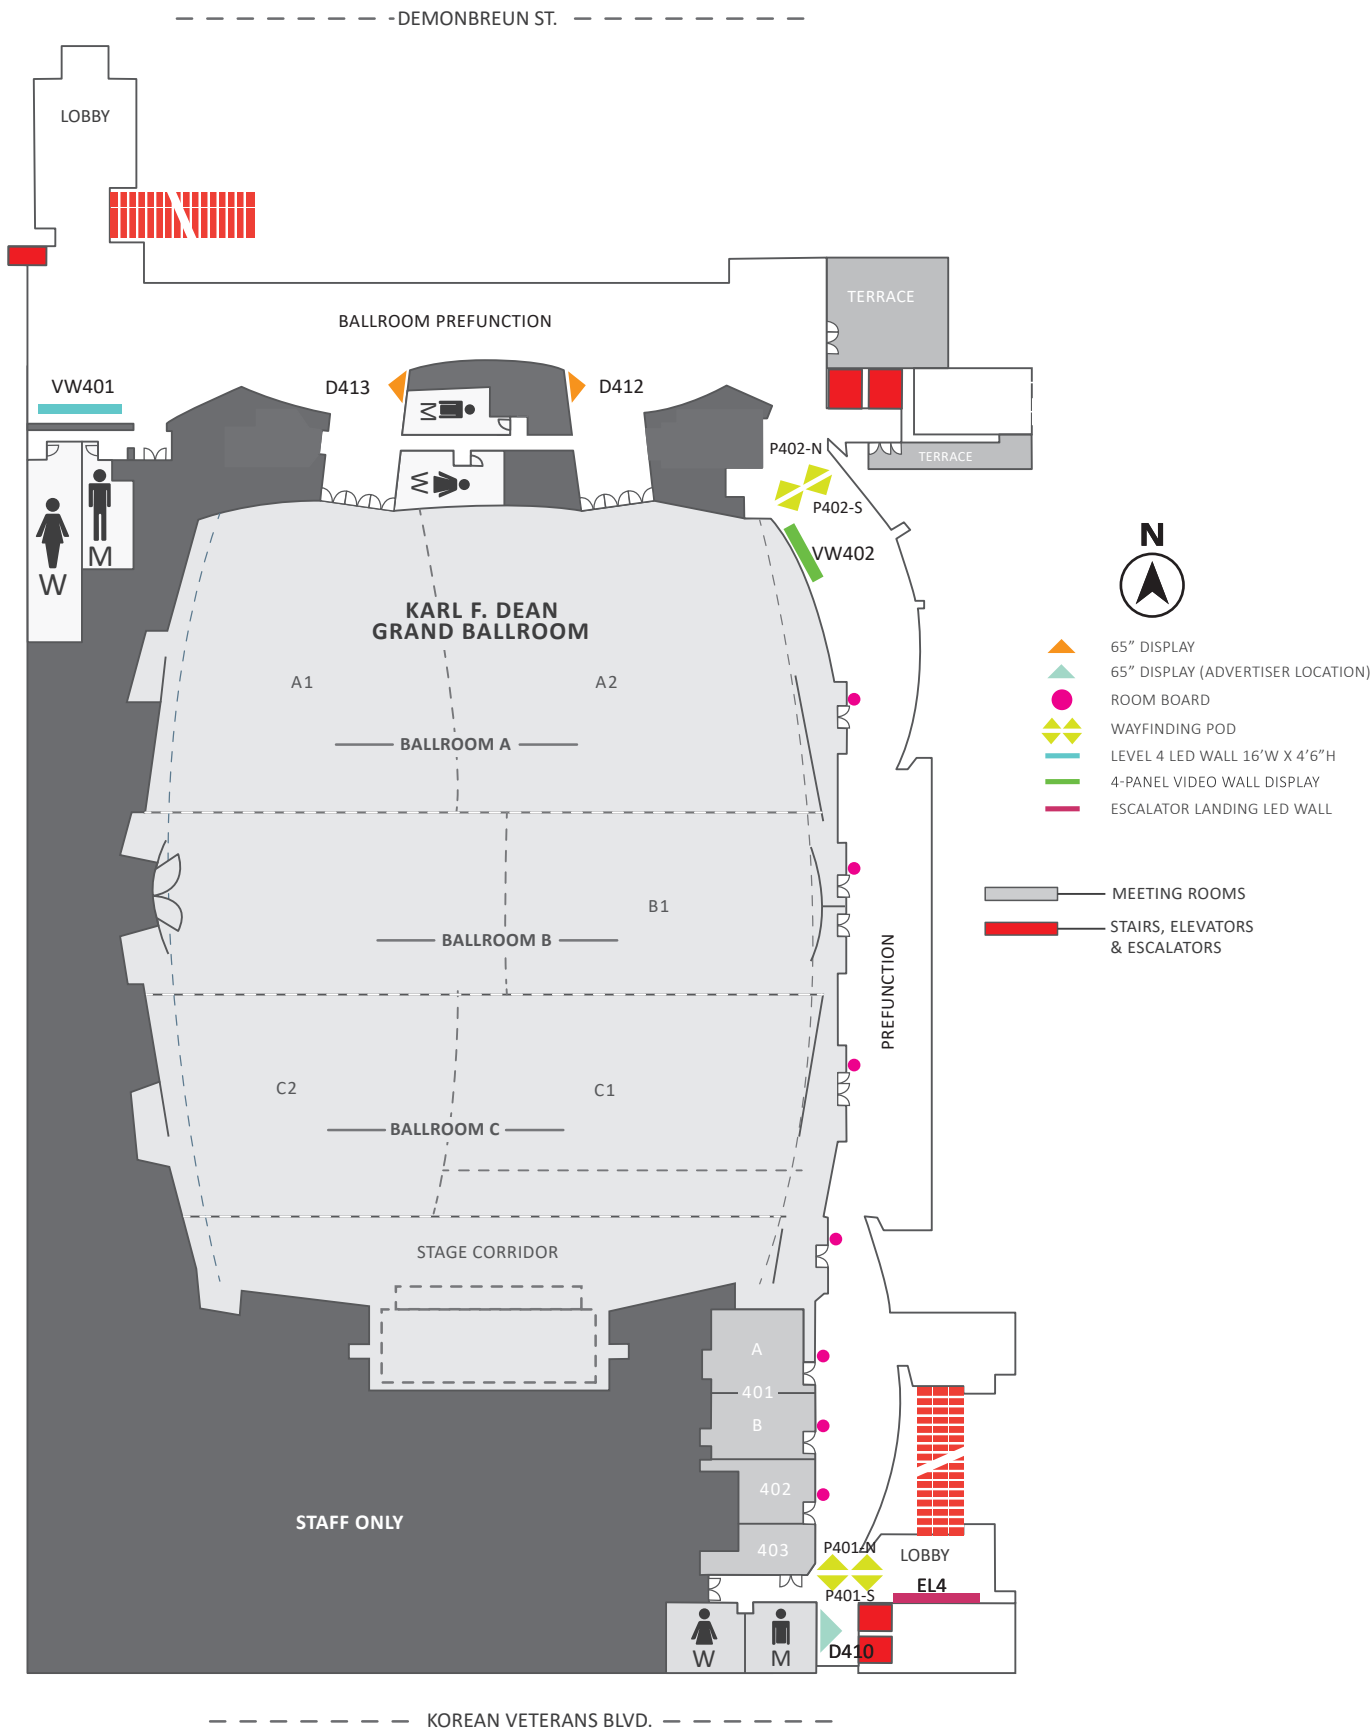 DEMONBREUN ST.
LOBBY
BALLROOM PREFUNCTION
TERRACE
VW401
D413
D412
M
P402-N
TERRACE
W
P402-S
VW402
M
W
N
KARL F. DEAN
GRAND BALLROOM
65” DISPLAY
65” DISPLAY (ADVERTISER LOCATION)
A1
A2
ROOM BOARD
WAYFINDING POD
BALLROOM A
LEVEL 4 LED WALL 16’W X 4’6”H
4-PANEL VIDEO WALL DISPLAY
ESCALATOR LANDING LED WALL
MEETING ROOMS
B1
STAIRS, ELEVATORS
& ESCALATORS
BALLROOM B
PREFUNCTION
C2
C1
BALLROOM C
STAGE CORRIDOR
A
401
B
402
STAFF ONLY
403
P401-N
LOBBY
EL4
P401-S
D410
W
M
KOREAN VETERANS BLVD.